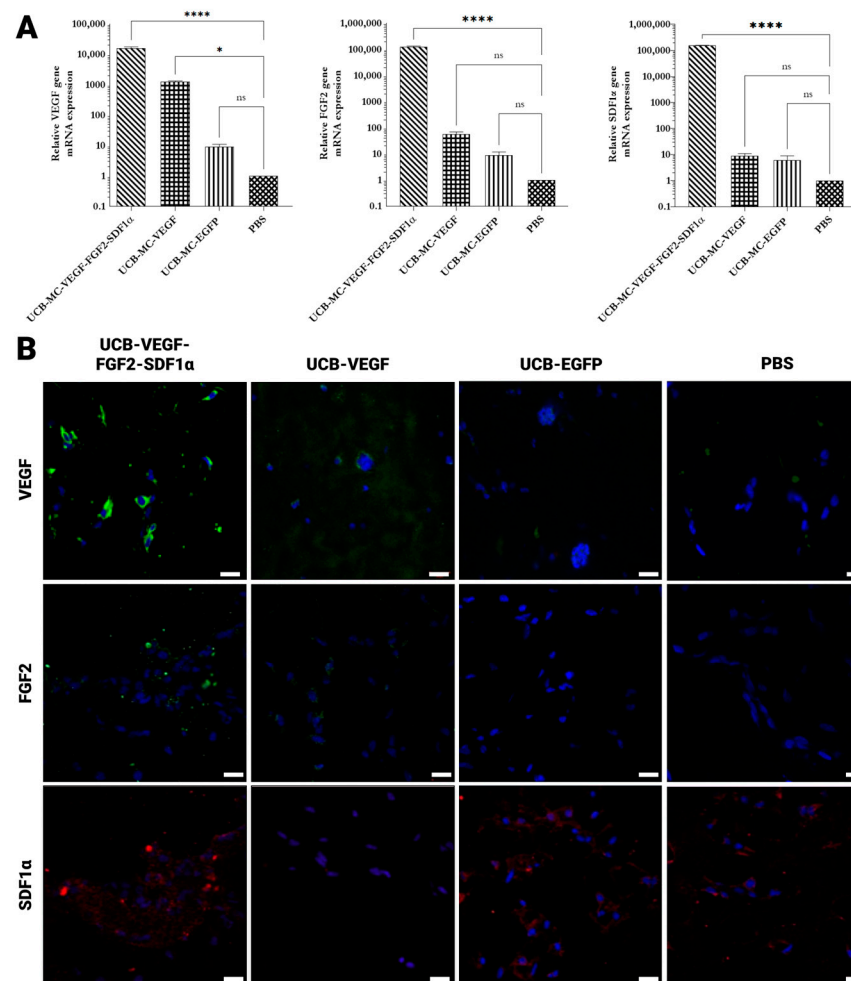 A
Relative VEGF gene
mRNA expression
100,000
10,000
1000
100
10
1
0.1
****
*
ns
UCB-MC-VEGF-FGF2-SDF1α
UCB-MC-VEGF
UCB-MC-EGFP
PBS
Relative FGF2 gene
mRNA expression
1,000,000
100,000
10,000
1000
100
10
1
0.1
****
ns
ns
UCB-MC-VEGF-FGF2-SDF1α
UCB-MC-VEGF
UCB-MC-EGFP
PBS
Relative SDF1α gene
mRNA expression
1,000,000
100,000
10,000
1000
100
10
1
0.1
****
ns
ns
UCB-MC-VEGF-FGF2-SDF1α
UCB-MC-VEGF
UCB-MC-EGFP
PBS
B
UCB-VEGF-
FGF2-SDF1α
UCB-VEGF
UCB-EGFP
PBS
VEGF
FGF2
SDF1α